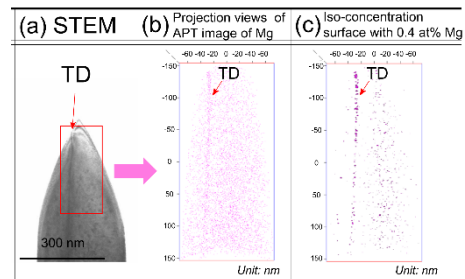 (a) STEM
TD
300 nm
(b) Projection views of
APT image of Mg
-60 -40 -20 0 -20 -40 -60
-150
-100
-50
0
50
100
150
TD
Unit: nm
(c) Iso-concentration
surface with 0.4 at% Mg
-60 -40 -20 0 -20 -40 -60
-150
-100
-50
0
50
100
150
TD
Unit: nm